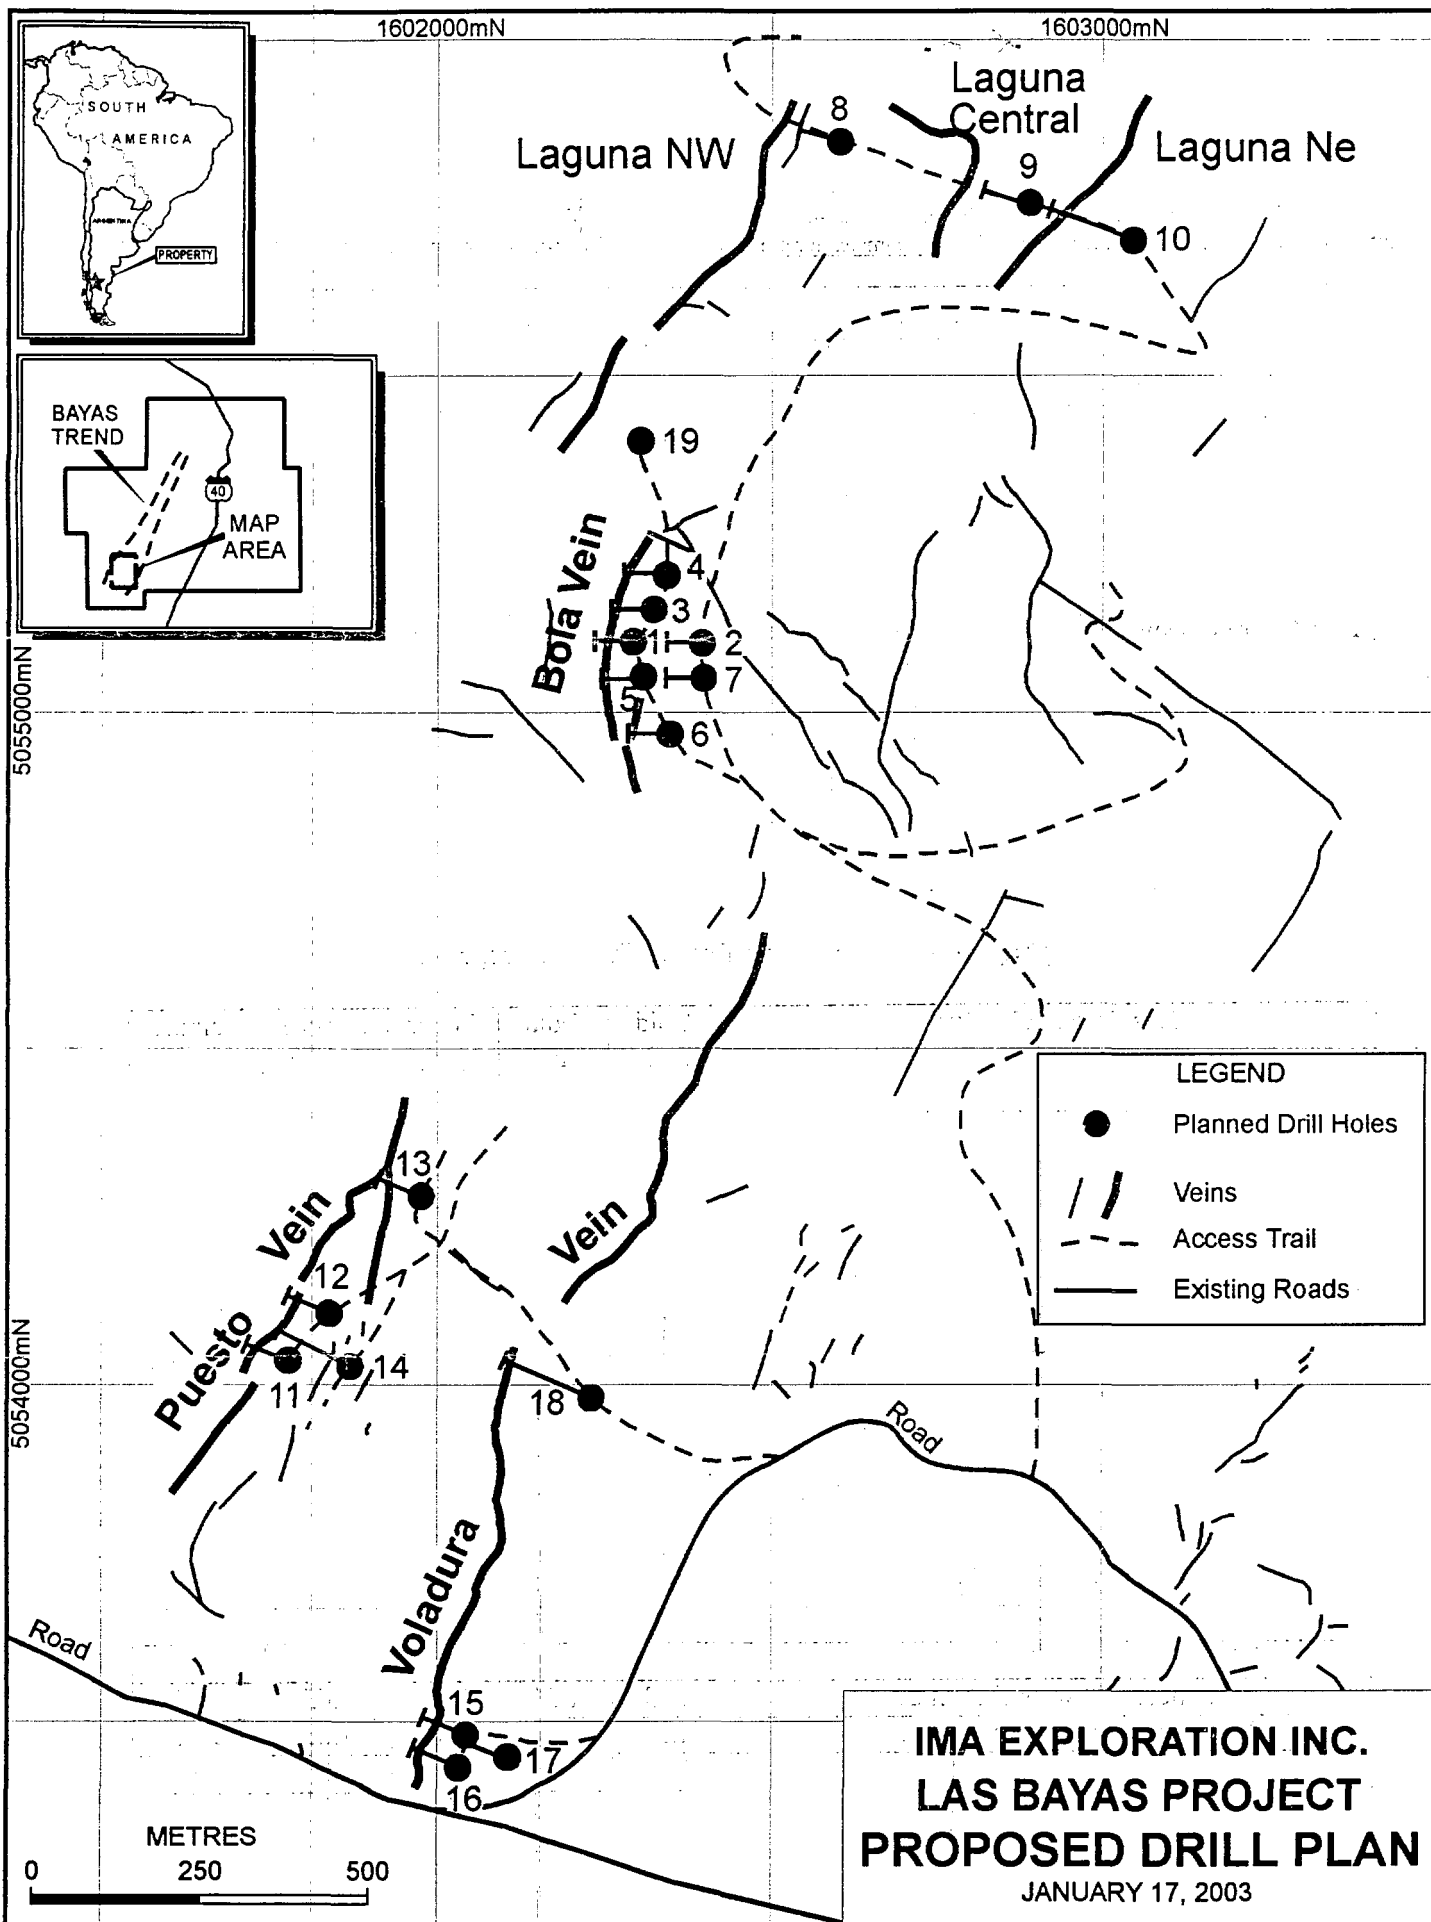 1602000mN
1603000mN
SOUTH
AMERICA
ARGENTINA
PROPERTY
BAYAS
TREND
40
MAP
AREA
Laguna NW
8
Laguna
Central
9
Laguna Ne
10
19
Bola Vein
4
3
1
2
5
7
6
5055000mN
LEGEND
Planned Drill Holes
Veins
Access Trail
Existing Roads
13
Vein
12
Puesto
11
14
Vein
18
5054000mN
Road
Voladura
Road
15
17
16
METRES
0
250
500
IMA EXPLORATION INC.
LAS BAYAS PROJECT
PROPOSED DRILL PLAN
JANUARY 17, 2003